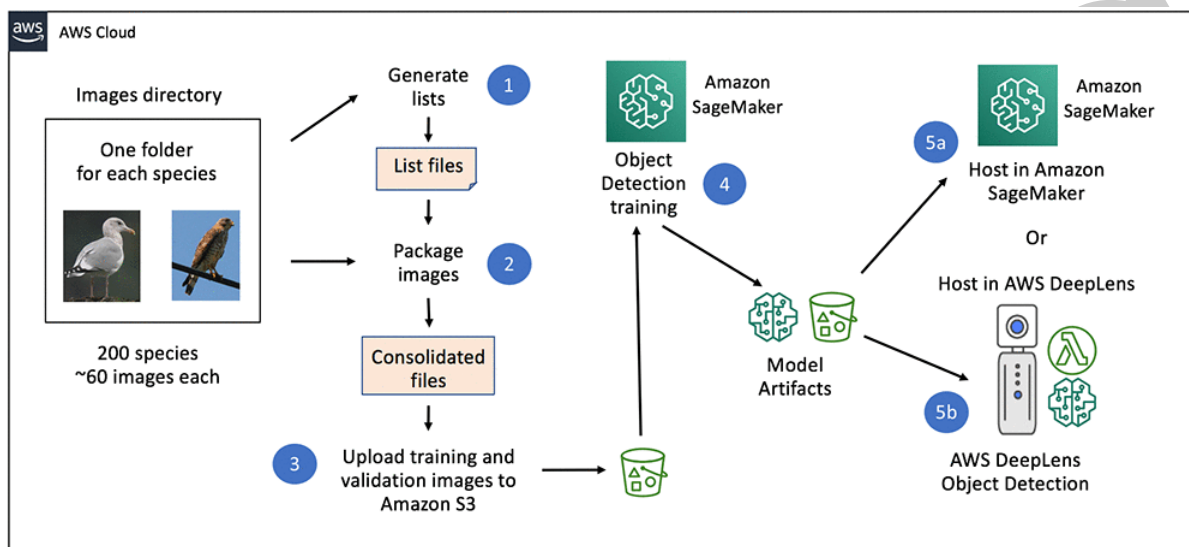 aws
AWS Cloud
Images directory
One folder
for each species
200 species
~60 images each
Generate
lists
1
List files
Package
images
2
Consolidated
files
3
Upload training and
validation images to
Amazon S3
Amazon
SageMaker
Object
Detection
training
4
Model
Artifacts
Amazon
SageMaker
5a
Host in Amazon
SageMaker
Or
Host in AWS DeepLens
5b
AWS DeepLens
Object Detection